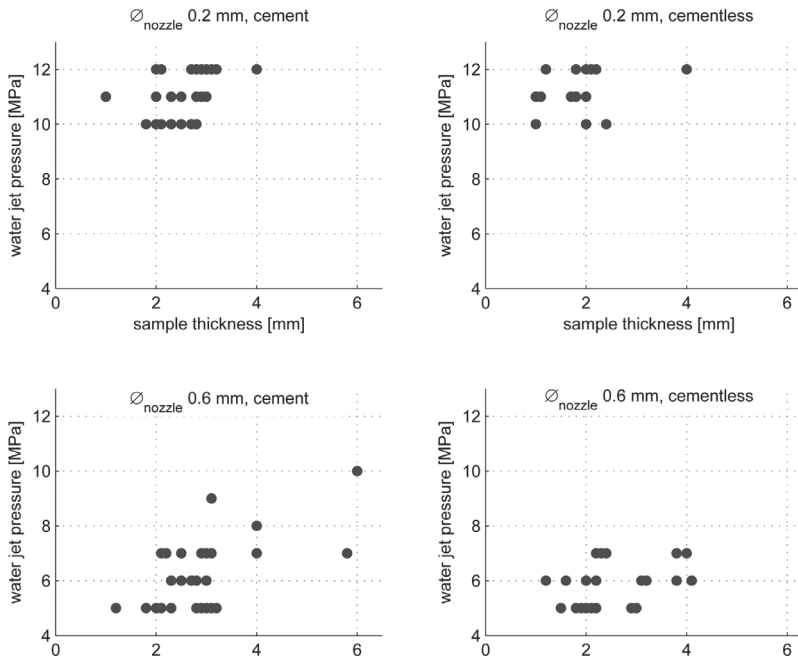 ∅nozzle 0.2 mm, cement
12
10
8
6
4
0 2 4 6
water jet pressure [MPa]
sample thickness [mm]
∅nozzle 0.2 mm, cementless
12
10
8
6
4
0 2 4 6
water jet pressure [MPa]
sample thickness [mm]
∅nozzle 0.6 mm, cement
12
10
8
6
4
0 2 4 6
water jet pressure [MPa]
∅nozzle 0.6 mm, cementless
12
10
8
6
4
0 2 4 6
water jet pressure [MPa]